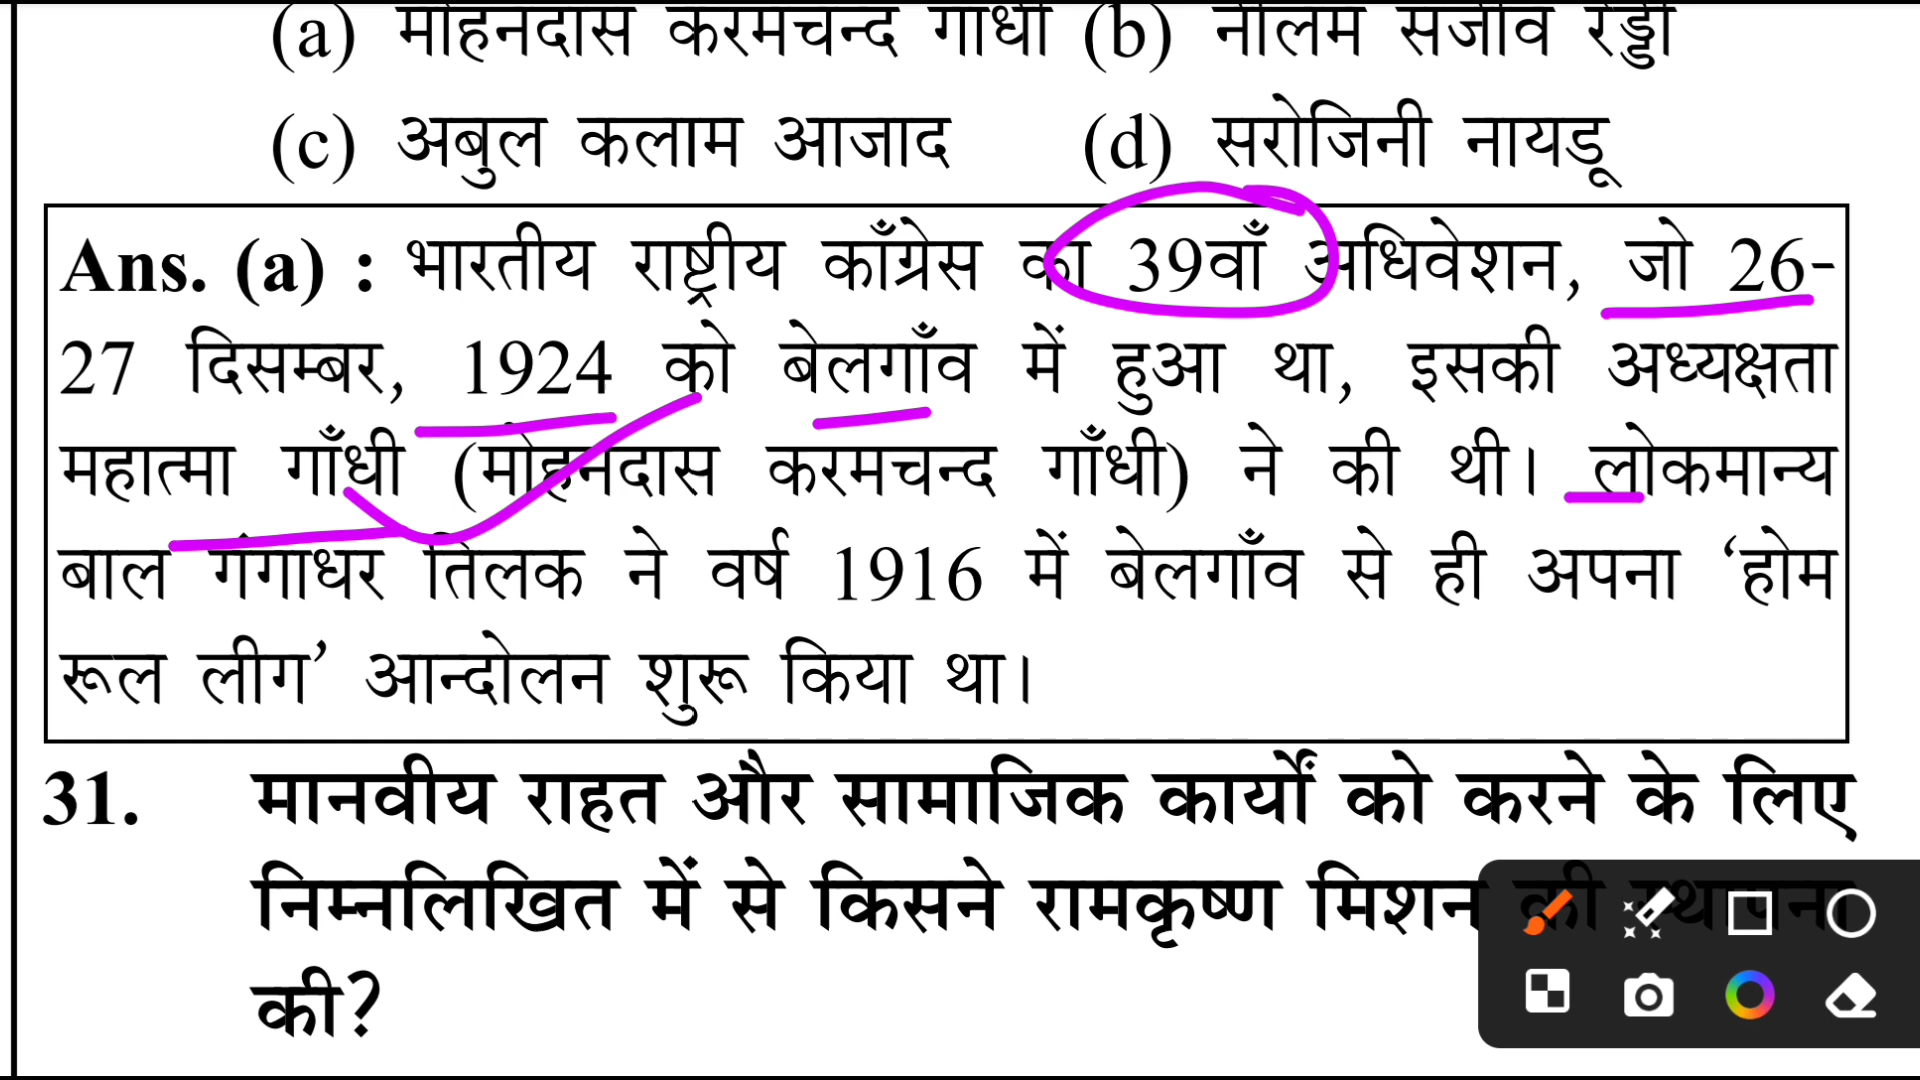 (a) मोहनदास करमचन्द गाँधी (b) नीलम संजीव रेड्डी
(c) अबुल कलाम आजाद (d) सरोजिनी नायडू
Ans. (a) : भारतीय राष्ट्रीय काँग्रेस का 39वाँ अधिवेशन, जो 26-
27 दिसम्बर, 1924 को बेलगाँव में हुआ था, इसकी अध्यक्षता
महात्मा गाँधी (मोहनदास करमचन्द गाँधी) ने की थी। लोकमान्य
बाल गंगाधर तिलक ने वर्ष 1916 में बेलगाँव से ही अपना ‘होम
रूल लीग’ आन्दोलन शुरू किया था।
31. मानवीय राहत और सामाजिक कार्यों को करने के लिए
निम्नलिखित में से किसने रामकृष्ण मिशन की स्थापना
की?